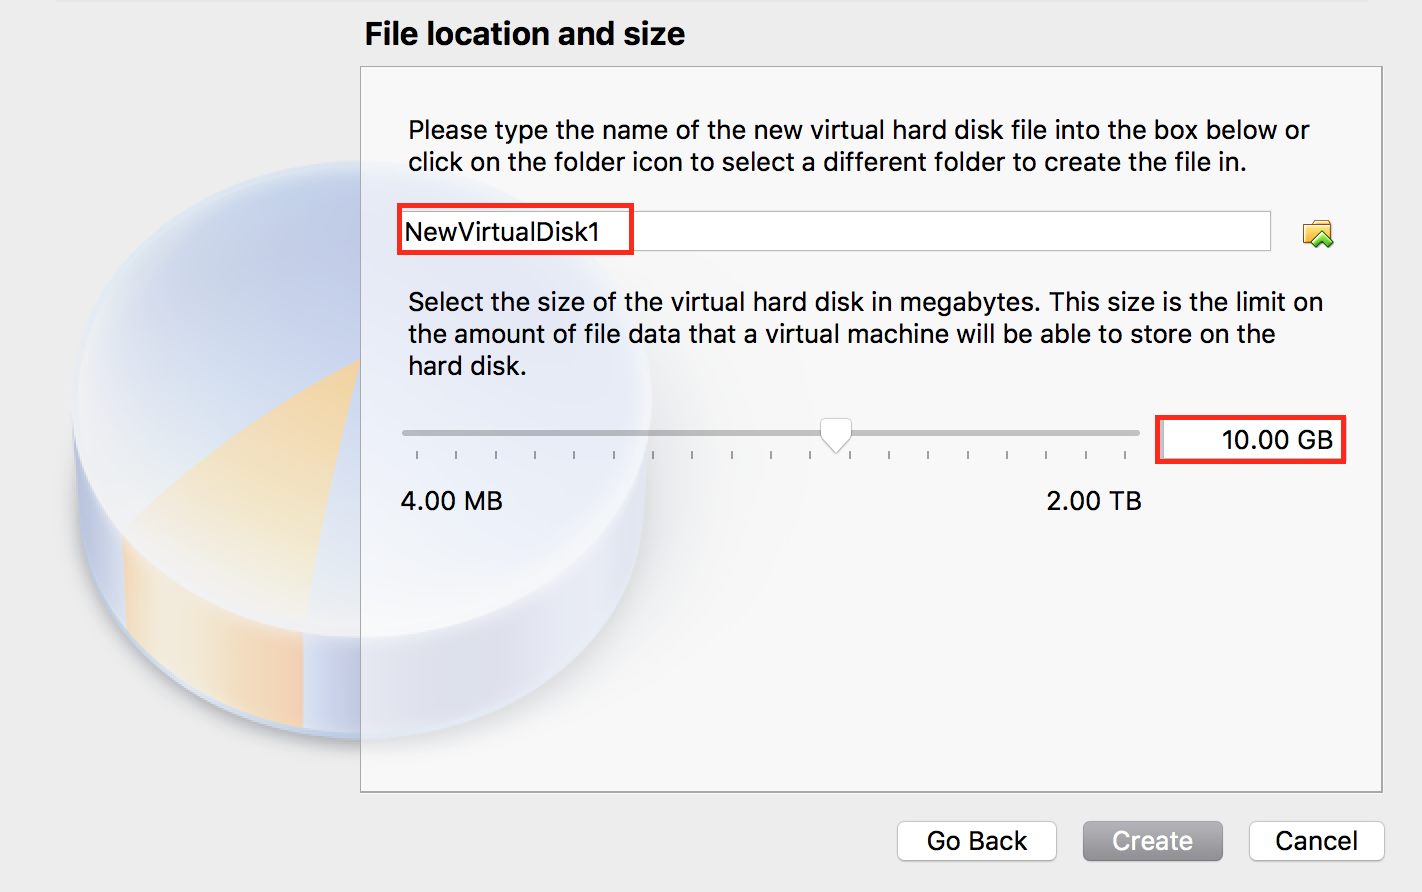 File location and size
Please type the name of the new virtual hard disk file into the box below or
click on the folder icon to select a different folder to create the file in.
NewVirtualDisk1
Select the size of the virtual hard disk in megabytes. This size is the limit on
the amount of file data that a virtual machine will be able to store on the
hard disk.
10.00 GB
4.00 MB
2.00 TB
Go Back
Create
Cancel